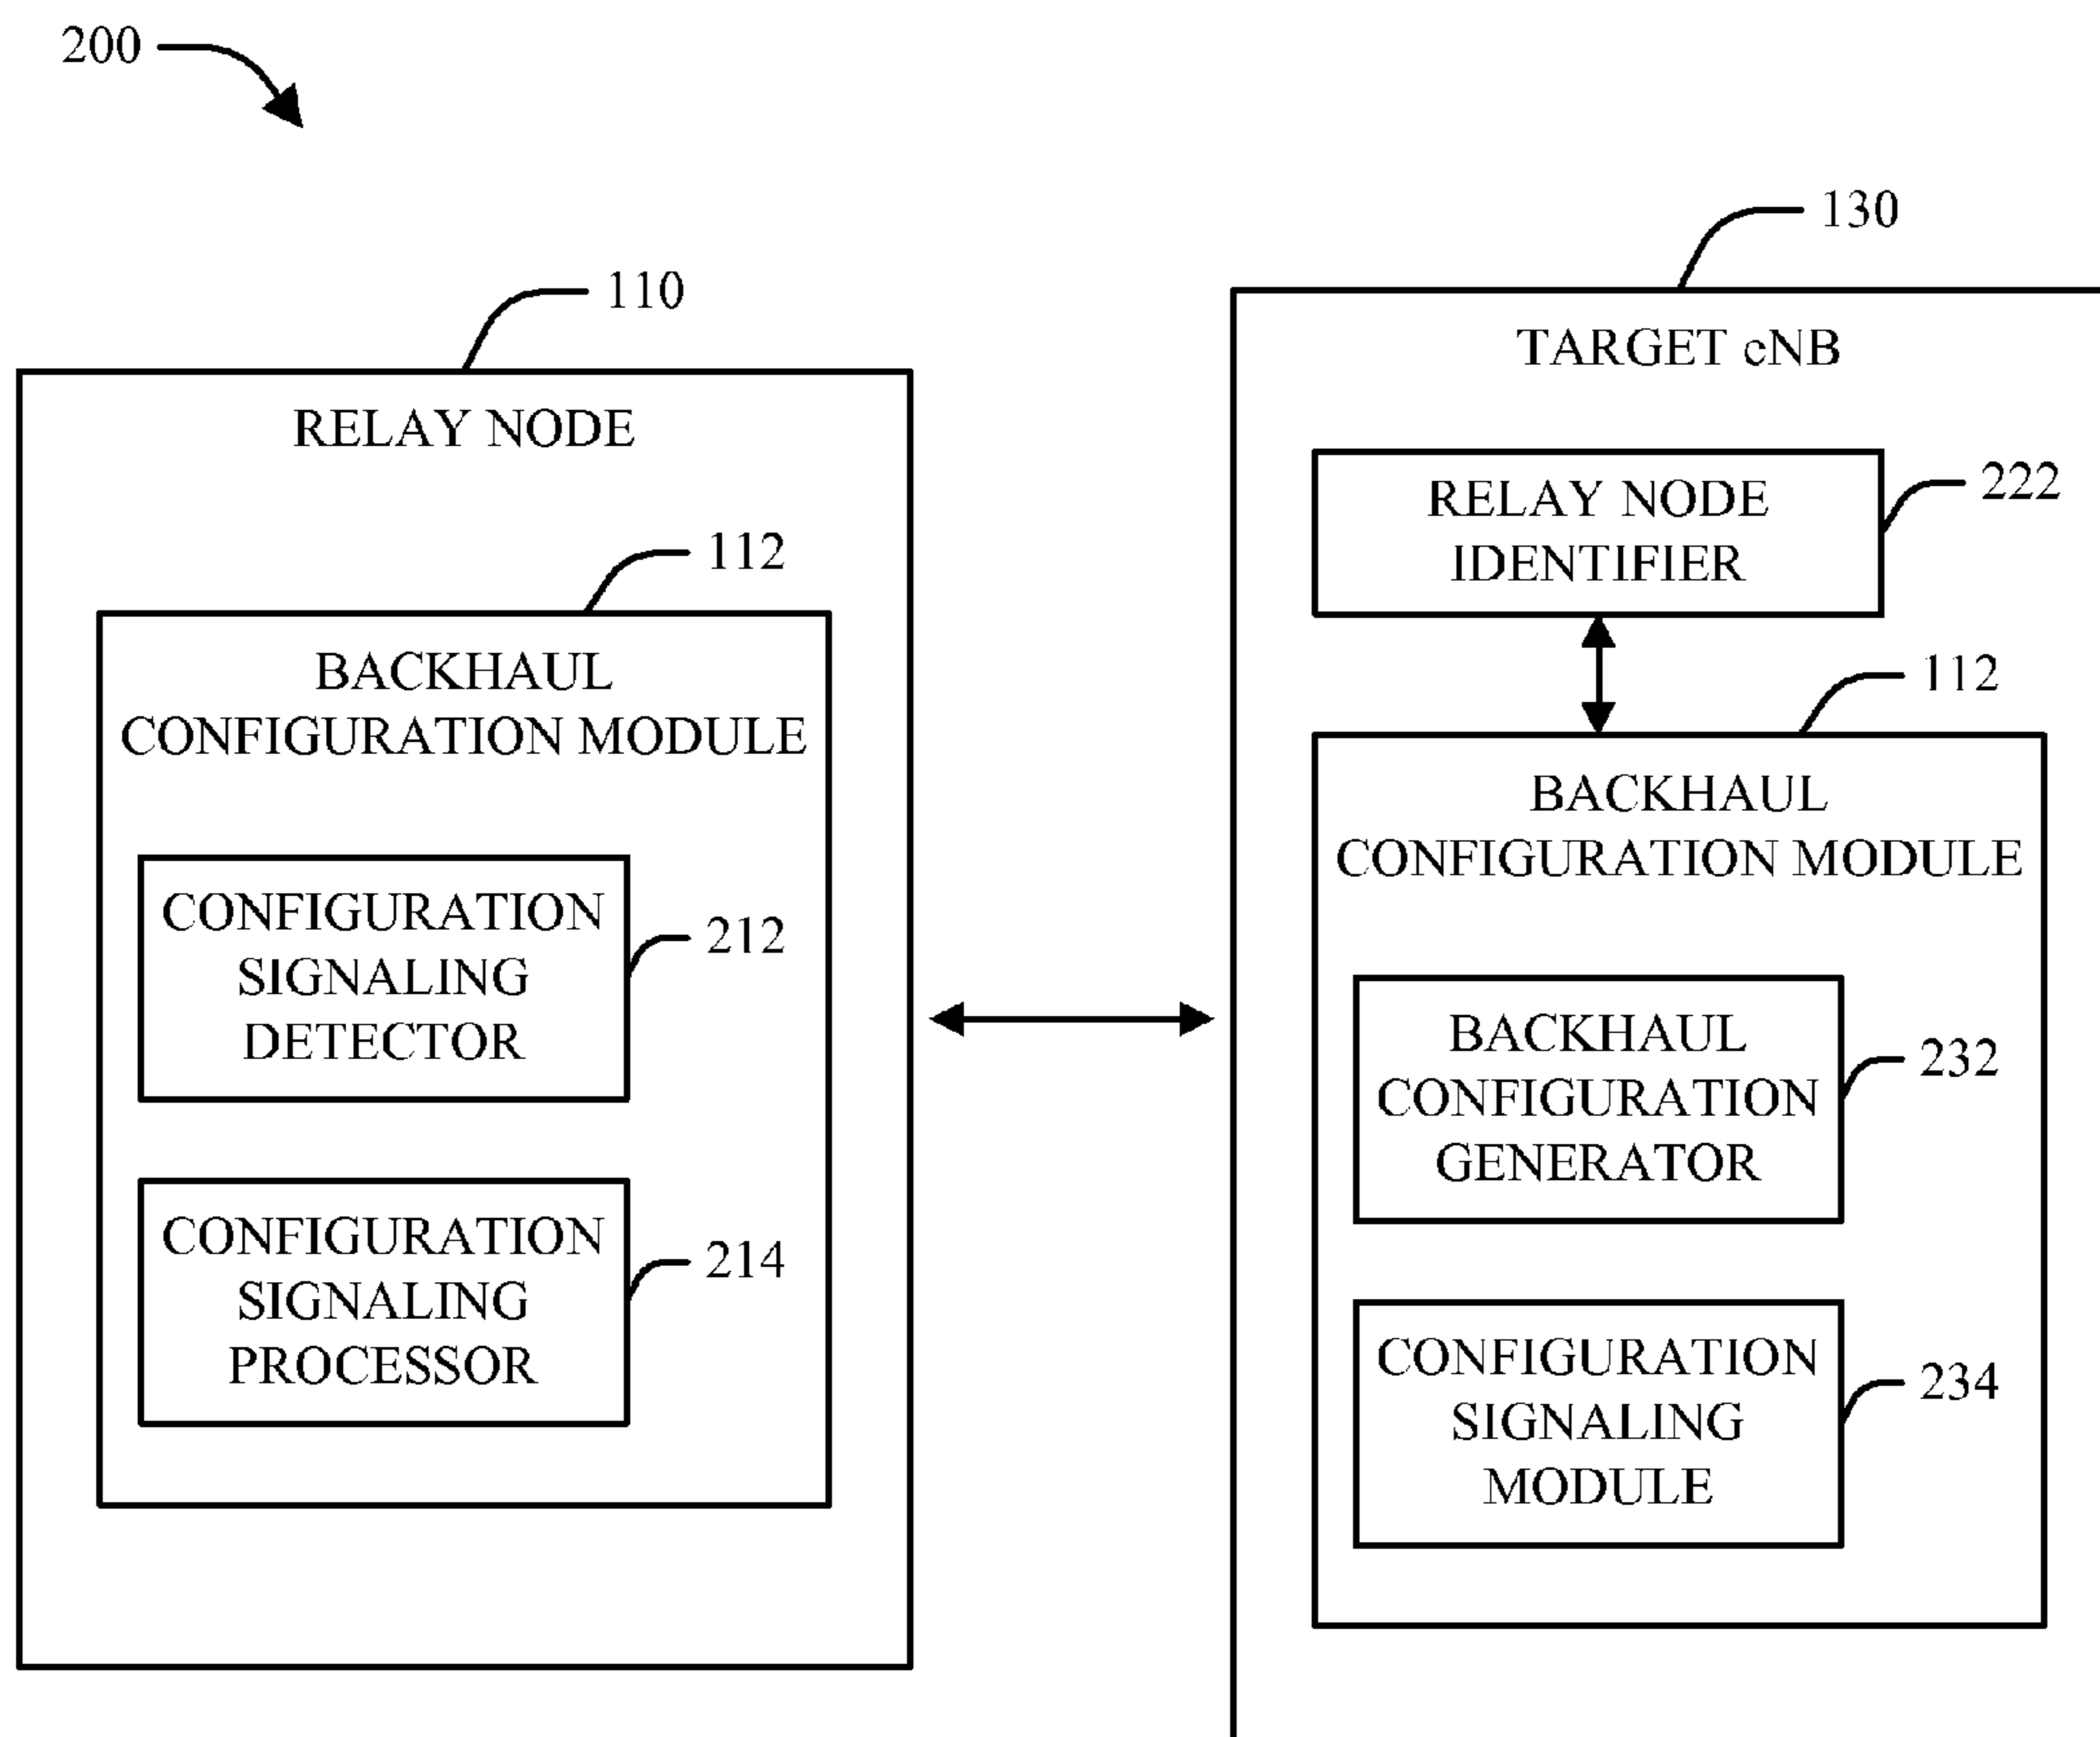 200
110
RELAY NODE
112
BACKHAUL
CONFIGURATION MODULE
CONFIGURATION
SIGNALING
DETECTOR
212
CONFIGURATION
SIGNALING
PROCESSOR
214
130
TARGET eNB
RELAY NODE
IDENTIFIER
222
112
BACKHAUL
CONFIGURATION MODULE
BACKHAUL
CONFIGURATION
GENERATOR
232
CONFIGURATION
SIGNALING
MODULE
234